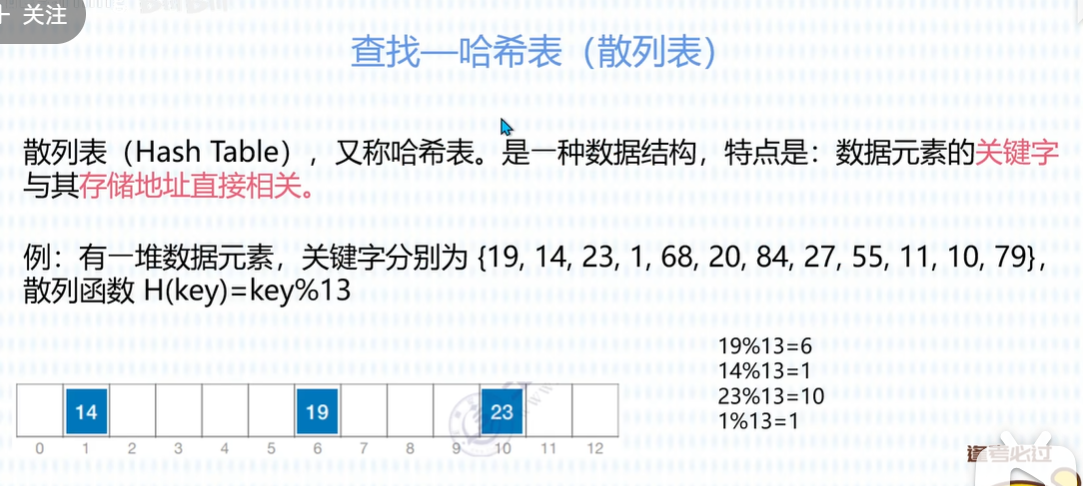 + 关注
查找—哈希表（散列表）
散列表（Hash Table），又称哈希表。是一种数据结构，特点是：数据元素的关键字
与其存储地址直接相关。
例：有一堆数据元素，关键字分别为 {19, 14, 23, 1, 68, 20, 84, 27, 55, 11, 10, 79}，
散列函数 H(key)=key%13
19%13=6
14%13=1
23%13=10
1%13=1
14 19 23
0 1 2 3 4 5 6 7 8 9 10 11 12
逢考必过